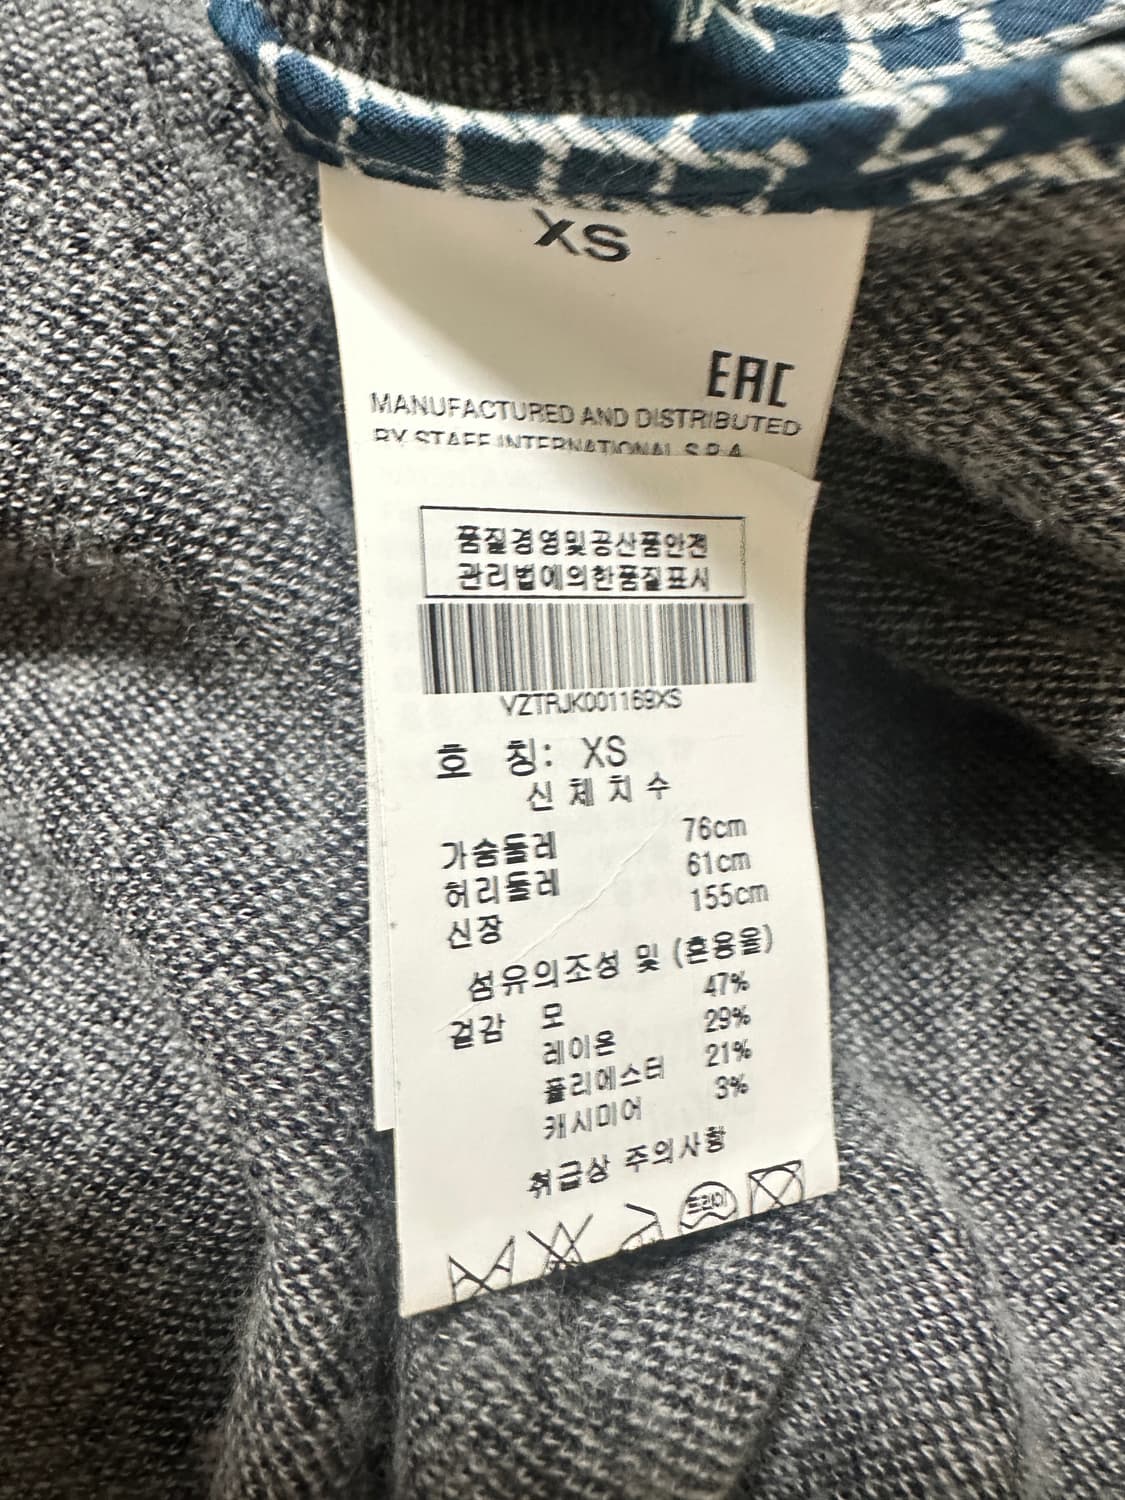 XS
EAC
MANUFACTURED AND DISTRIBUTED
BY STAFF INTERNATIONAL S.P.A.
품질경영및공산품안전
관리법에의한품질표시
VZTRJK001169XS
호 칭: XS
신체치수
가슴둘레 76cm
허리둘레 61cm
신장 155cm
섬유의조성 및 (혼용율)
겉감 모 47%
레이온 29%
폴리에스터 21%
캐시미어 3%
취급상 주의사항
드라이